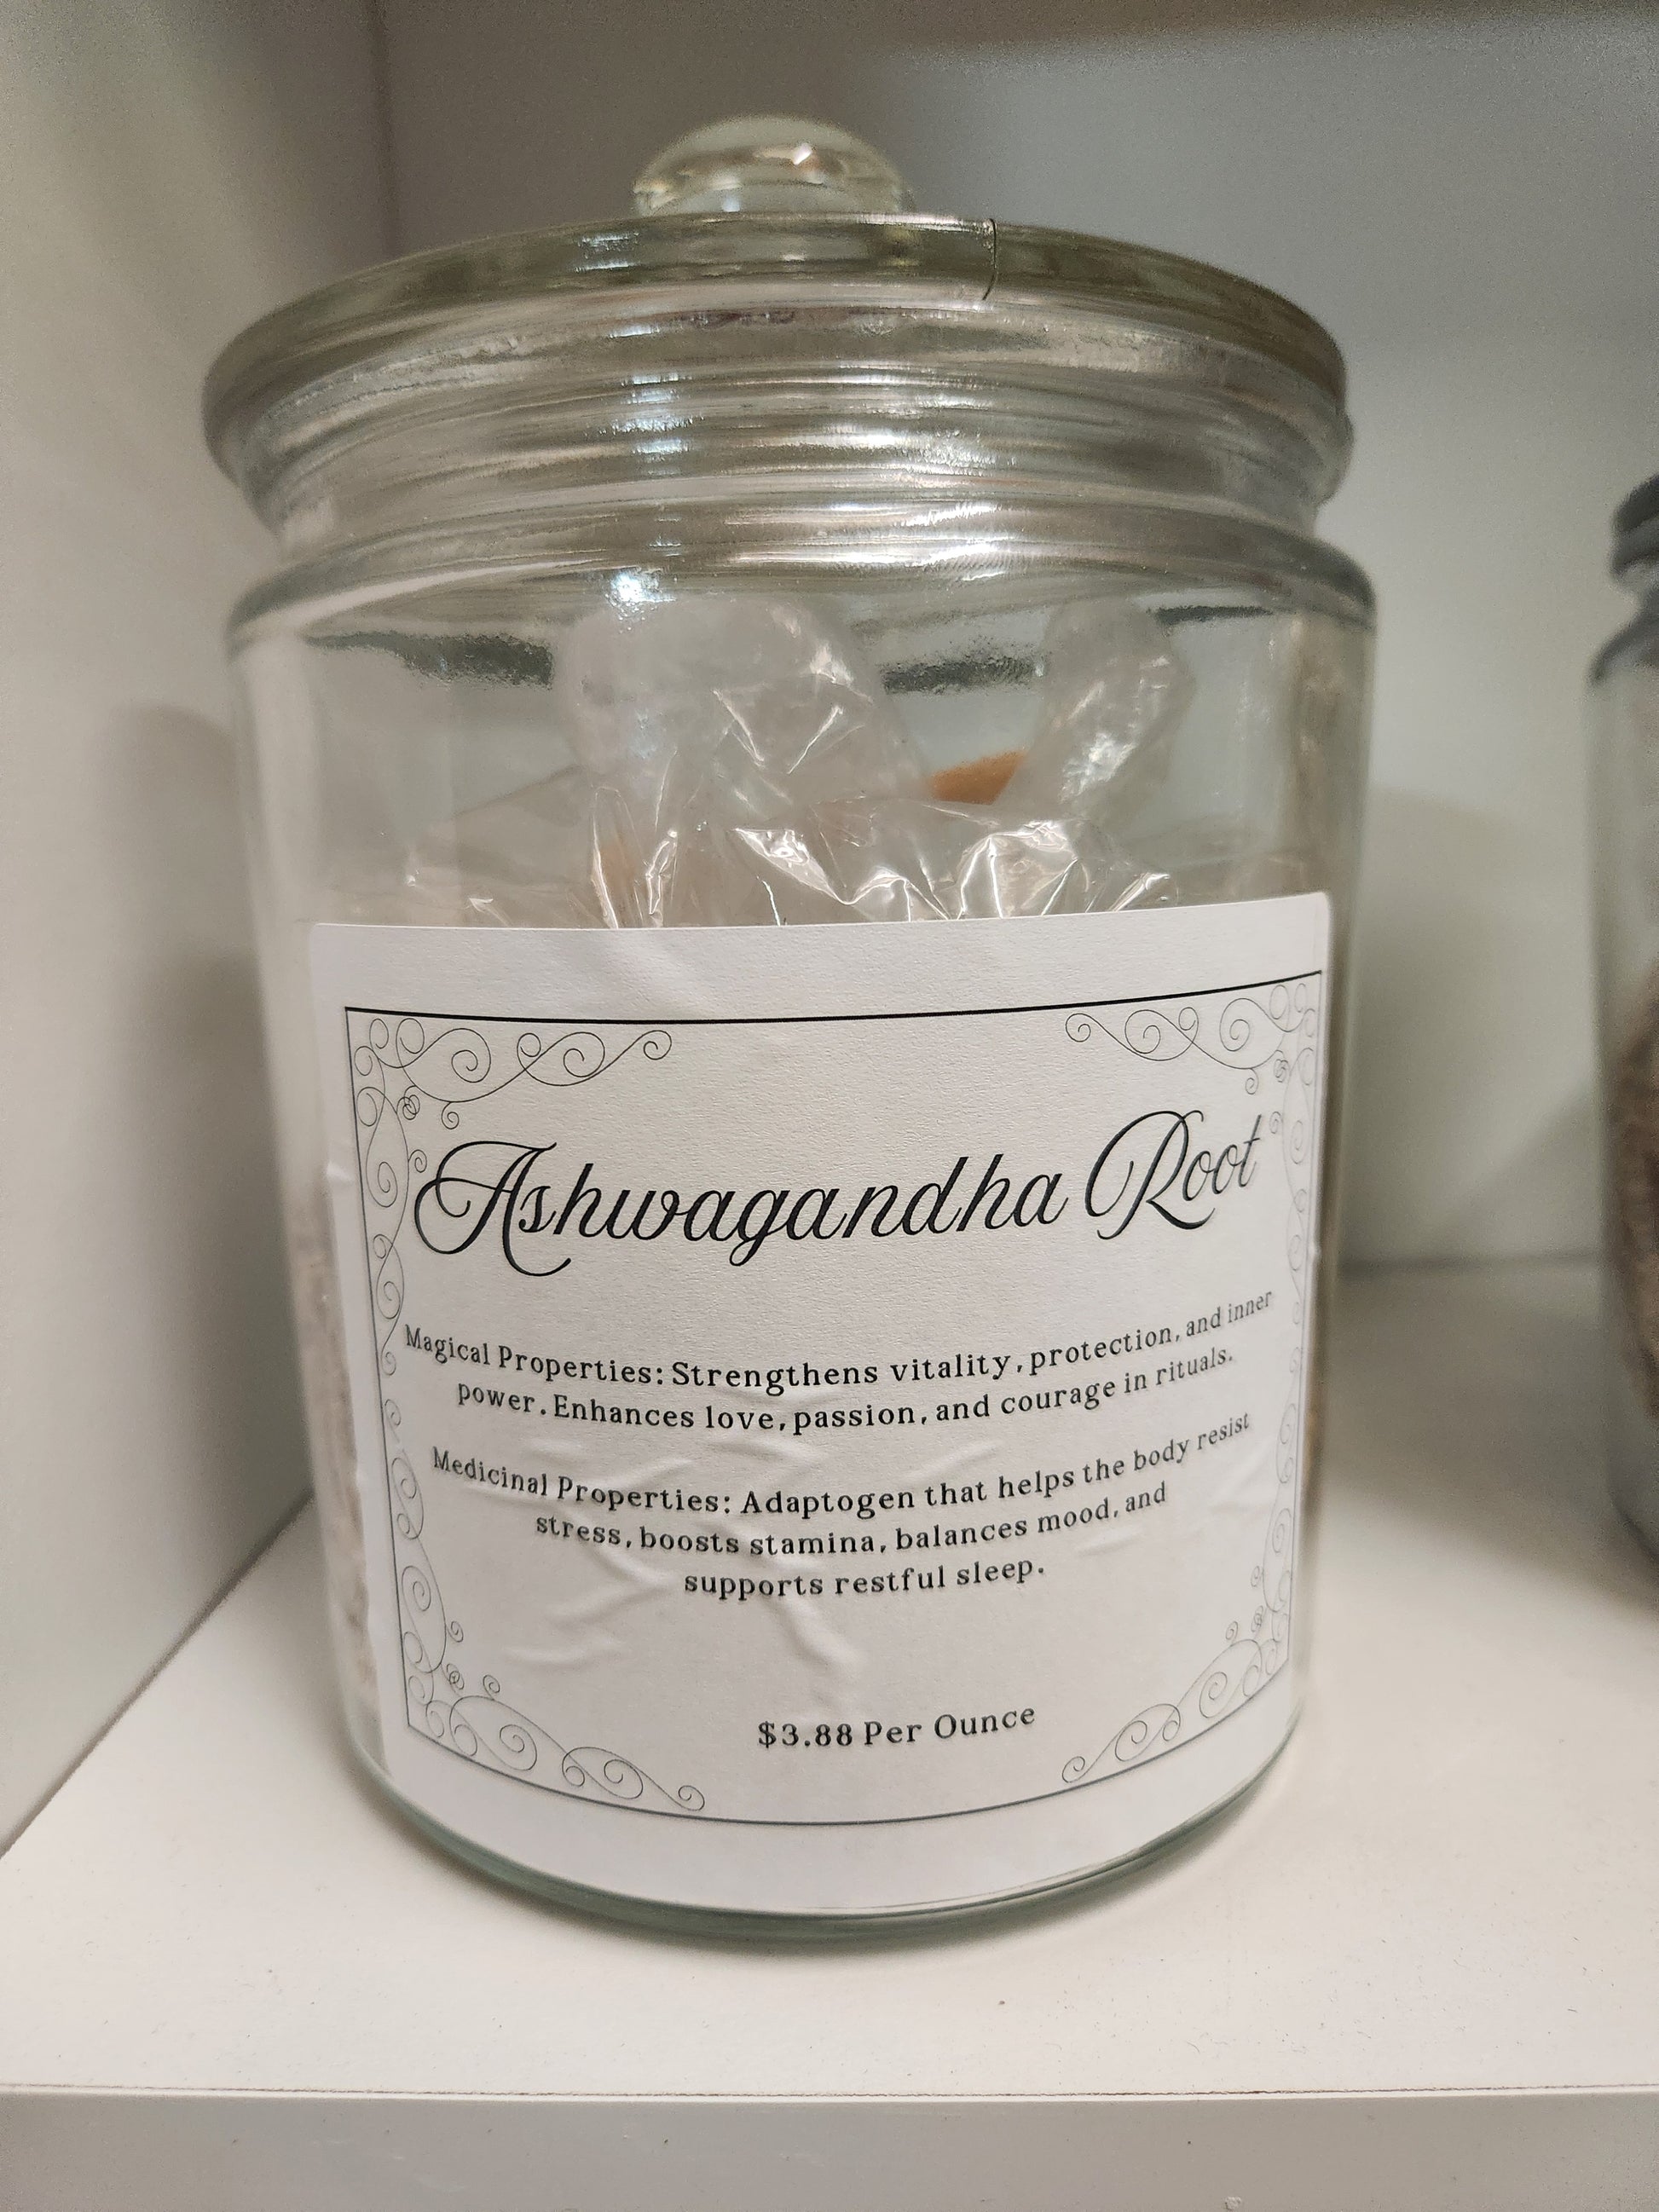 Ashwagandha Root
Magical Properties: Strengthens vitality, protection, and inner
power. Enhances love, passion, and courage in rituals.
Medicinal Properties: Adaptogen that helps the body resist
stress, boosts stamina, balances mood, and
supports restful sleep.
$3.88 Per Ounce